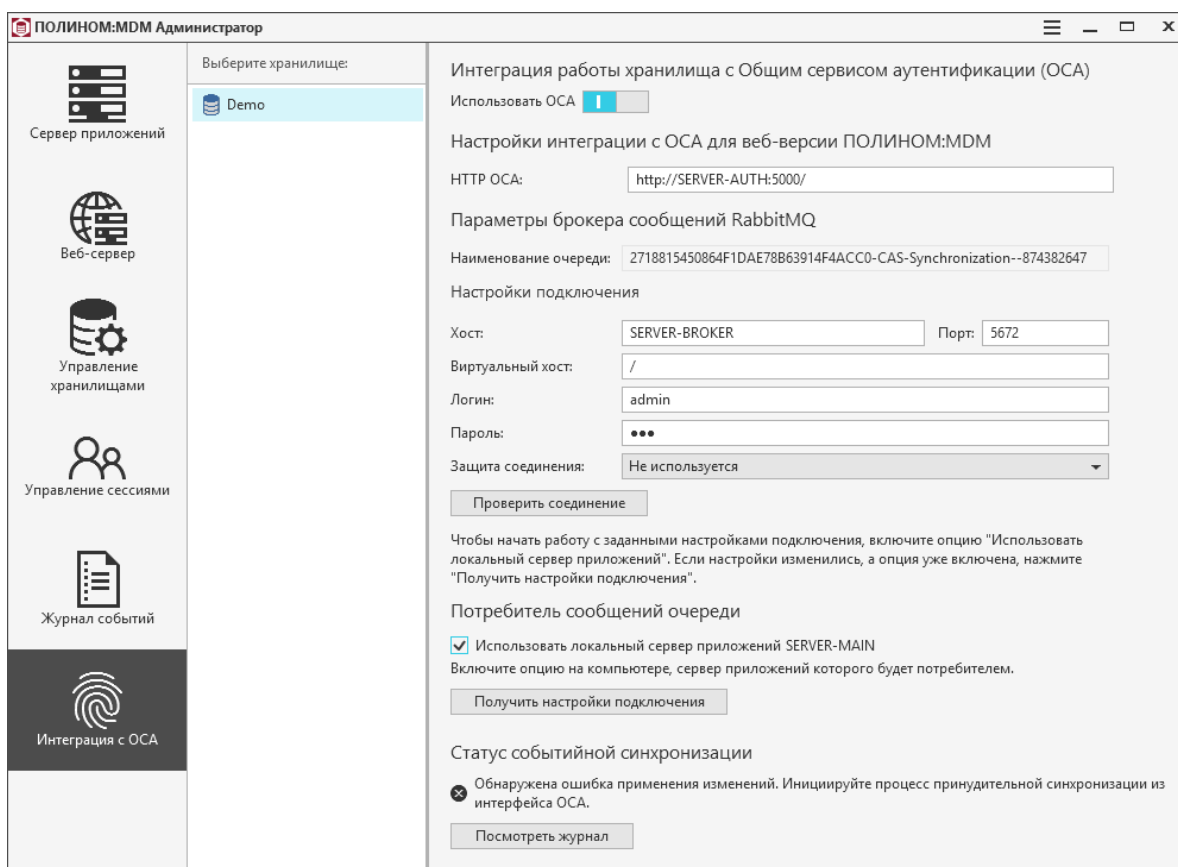 ПОЛИНОМ:MDM Администратор
Сервер приложений
Веб-сервер
Управление
хранилищами
Управление сессиями
Журнал событий
Интеграция с ОСА
Выберите хранилище:
Demo
Интеграция работы хранилища с Общим сервисом аутентификации (ОСА)
Использовать ОСА
Настройки интеграции с ОСА для веб-версии ПОЛИНОМ:MDM
HTTP ОСА: http://SERVER-AUTH:5000/
Параметры брокера сообщений RabbitMQ
Наименование очереди: 2718815450864F1DAE78B63914F4ACC0-CAS-Synchronization--874382647
Настройки подключения
Хост: SERVER-BROKER Порт: 5672
Виртуальный хост: /
Логин: admin
Пароль: •••
Защита соединения: Не используется
Проверить соединение
Чтобы начать работу с заданными настройками подключения, включите опцию "Использовать
локальный сервер приложений". Если настройки изменились, а опция уже включена, нажмите
"Получить настройки подключения".
Потребитель сообщений очереди
Использовать локальный сервер приложений SERVER-MAIN
Включите опцию на компьютере, сервер приложений которого будет потребителем.
Получить настройки подключения
Статус событийной синхронизации
Обнаружена ошибка применения изменений. Инициируйте процесс принудительной синхронизации из
интерфейса ОСА.
Посмотреть журнал